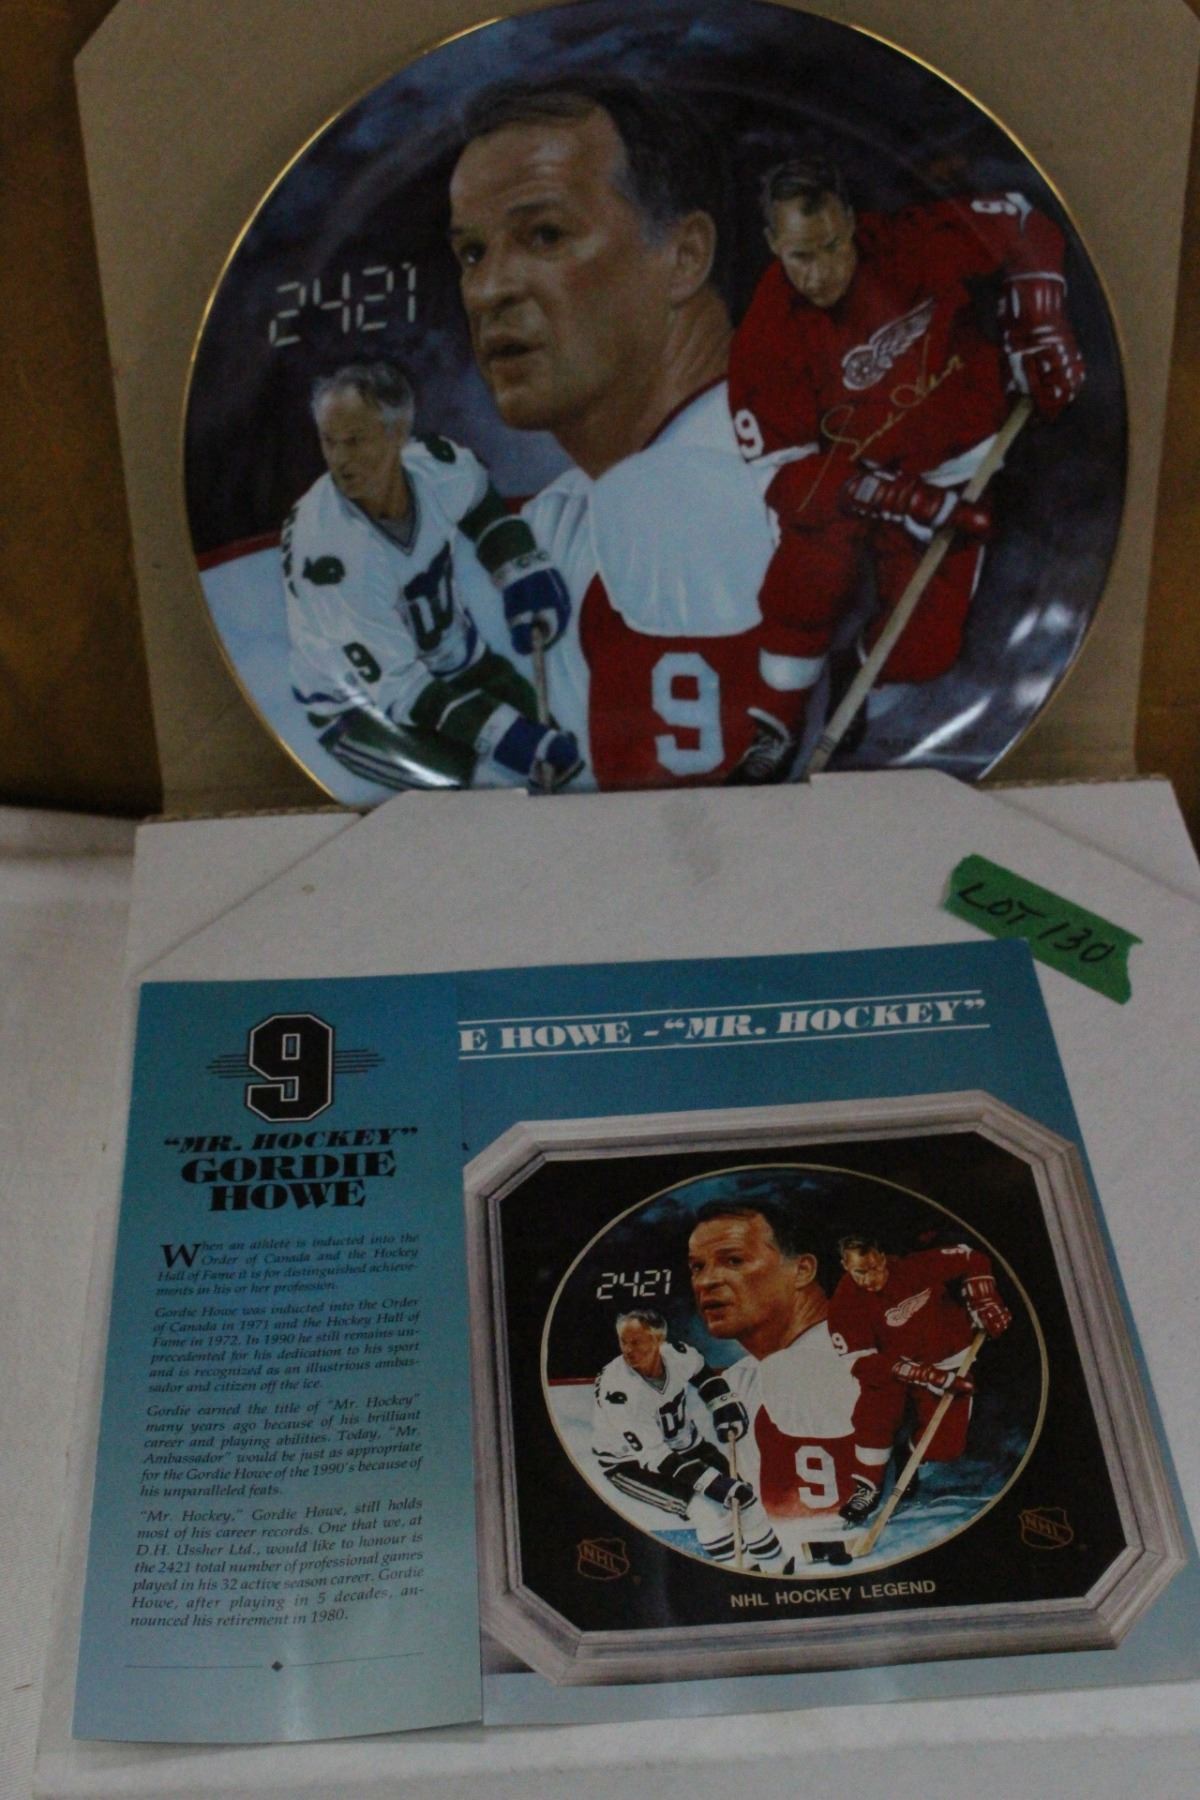 2421
9
9
9
9
Gordie Howe
LOT 130
E HOWE - "MR. HOCKEY"
9
"MR. HOCKEY"
GORDIE
HOWE
When an athlete is inducted into the
Order of Canada and the Hockey
Hall of Fame it is for distinguished achieve-
ments in his or her profession.
Gordie Howe was inducted into the Order
of Canada in 1971 and the Hockey Hall of
Fame in 1972. In 1990 he still remains un-
precedented for his dedication to his sport
and is recognized as an illustrious ambas-
sador and citizen off the ice.
Gordie earned the title of "Mr. Hockey"
many years ago because of his brilliant
career and playing abilities. Today, "Mr.
Ambassador" would be just as appropriate
for the Gordie Howe of the 1990's because of
his unparalleled feats.
"Mr. Hockey," Gordie Howe, still holds
most of his career records. One that we, at
D.H. Ussher Ltd., would like to honour is
the 2421 total number of professional games
played in his 32 active season career. Gordie
Howe, after playing in 5 decades, an-
nounced his retirement in 1980.
2421
9
9
9
NHL
NHL
NHL HOCKEY LEGEND